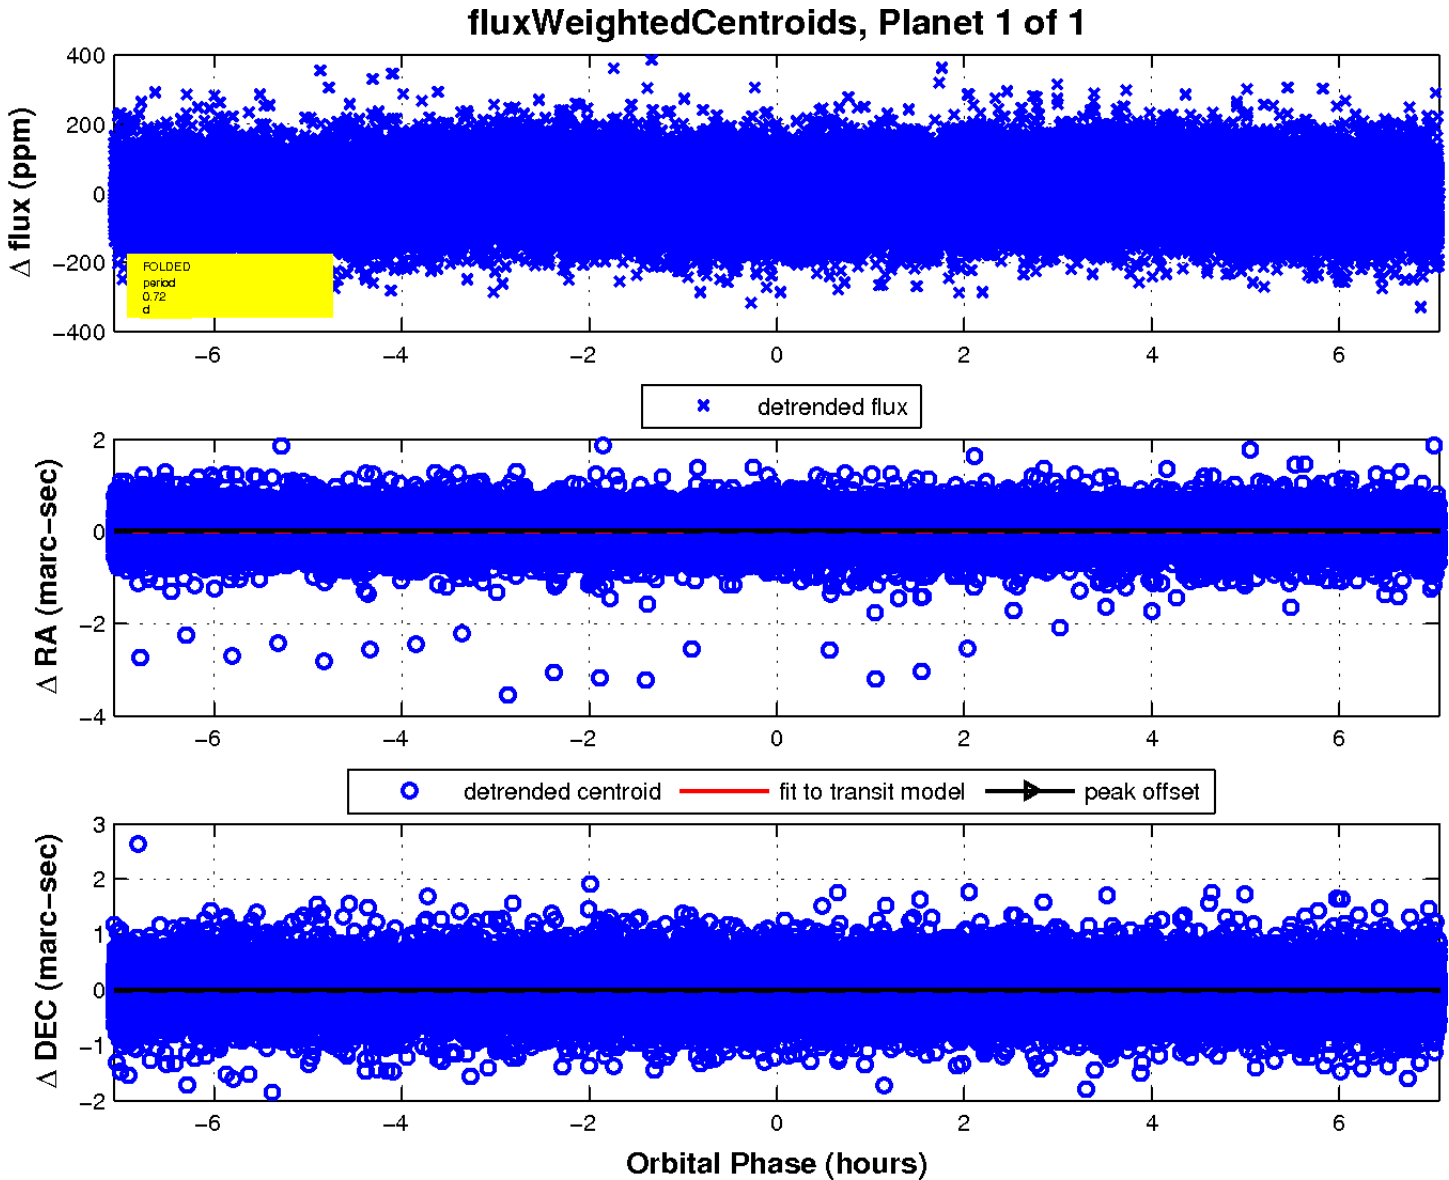 fluxWeightedCentroids, Planet 1 of 1
Δ flux (ppm)
400
200
0
−200
−400
FOLDED
period
0.72
d
−6 −4 −2 0 2 4 6
detrended flux
Δ RA (marc−sec)
2
0
−2
−4
−6 −4 −2 0 2 4 6
detrended centroid fit to transit model peak offset
Δ DEC (marc−sec)
3
2
1
0
−1
−2
−6 −4 −2 0 2 4 6
Orbital Phase (hours)